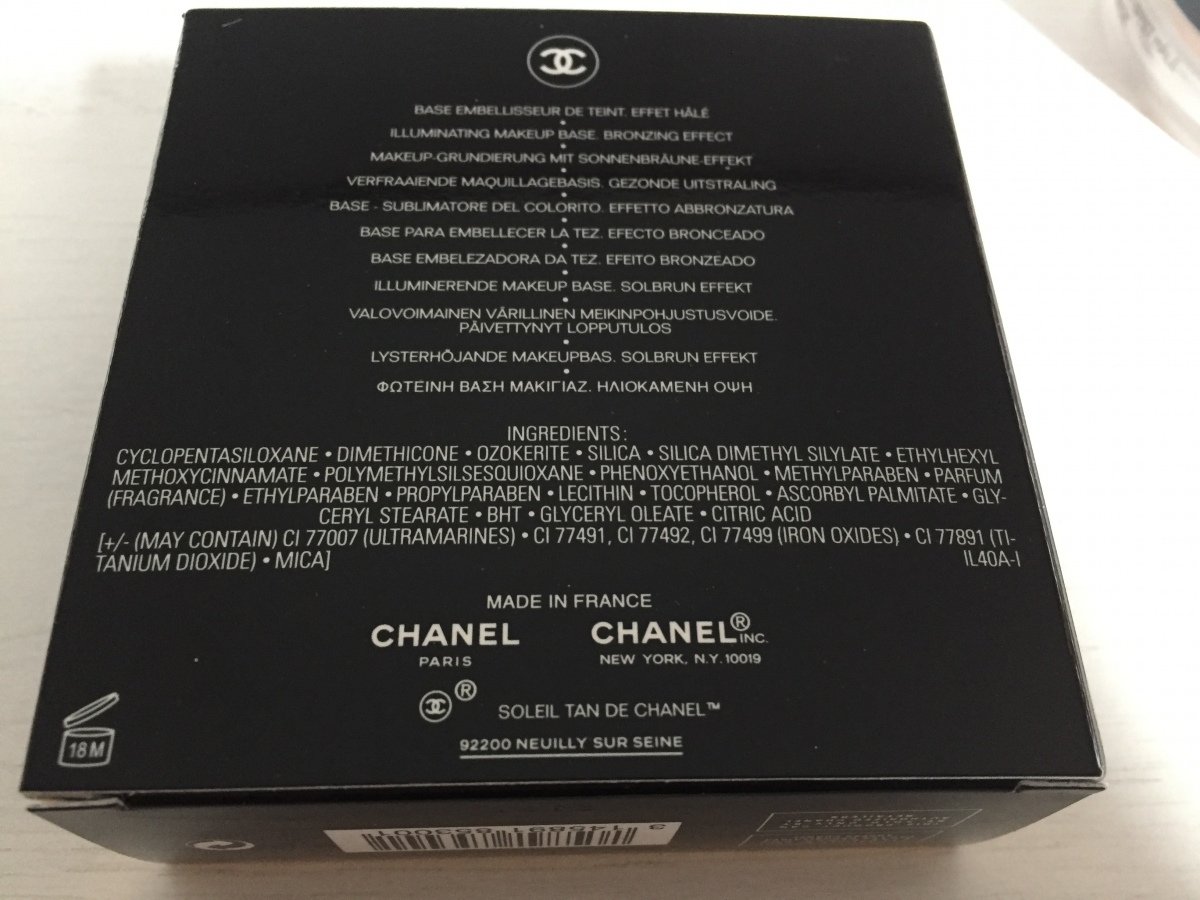 BASE EMBELLISSEUR DE TEINT. EFFET HÂLÉ
•
ILLUMINATING MAKEUP BASE. BRONZING EFFECT
•
MAKEUP-GRUNDIERUNG MIT SONNENBRÄUNE-EFFEKT
•
VERFRAAIENDE MAQUILLAGEBASIS. GEZONDE UITSTRALING
•
BASE - SUBLIMATORE DEL COLORITO. EFFETTO ABBRONZATURA
•
BASE PARA EMBELLECER LA TEZ. EFECTO BRONCEADO
•
BASE EMBELEZADORA DA TEZ. EFEITO BRONZEADO
•
ILLUMINERENDE MAKEUP BASE. SOLBRUN EFFEKT
•
VALOVOIMAINEN VÄRILLINEN MEIKINPOHJUSTUSVOIDE.
PÄIVETTYNYT LOPPUTULOS
•
LYSTERHÖJANDE MAKEUPBAS. SOLBRUN EFFEKT
•
ΦΩΤΕΙΝΗ ΒΑΣΗ ΜΑΚΙΓΙΑΖ. ΗΛΙΟΚΑΜΕΝΗ ΟΨΗ
INGREDIENTS:
CYCLOPENTASILOXANE • DIMETHICONE • OZOKERITE • SILICA • SILICA DIMETHYL SILYLATE • ETHYLHEXYL
METHOXYCINNAMATE • POLYMETHYLSILSESQUIOXANE • PHENOXYETHANOL • METHYLPARABEN • PARFUM
(FRAGRANCE) • ETHYLPARABEN • PROPYLPARABEN • LECITHIN • TOCOPHEROL • ASCORBYL PALMITATE • GLY-
CERYL STEARATE • BHT • GLYCERYL OLEATE • CITRIC ACID
[+/- (MAY CONTAIN) CI 77007 (ULTRAMARINES) • CI 77491, CI 77492, CI 77499 (IRON OXIDES) • CI 77891 (TI-
TANIUM DIOXIDE) • MICA] IL40A-I
MADE IN FRANCE
CHANEL CHANEL® INC.
PARIS NEW YORK, N.Y. 10019
® SOLEIL TAN DE CHANEL™
92200 NEUILLY SUR SEINE
18M